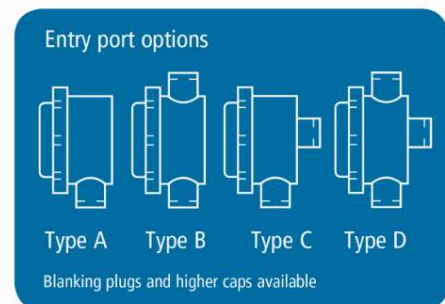 Entry port options
Type A Type B Type C Type D
Blanking plugs and higher caps available